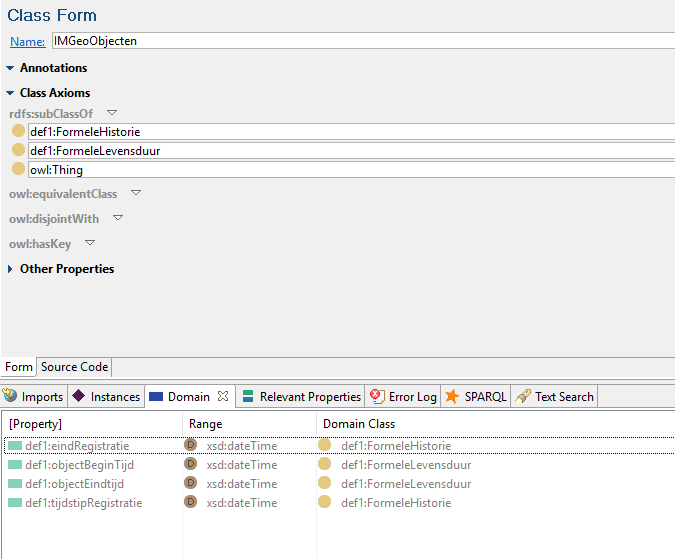 Class Form
Name: IMGeoObjecten
Annotations
Class Axioms
rdfs:subClassOf
def1:FormeleHistorie
def1:FormeleLevensduur
owl:Thing
owl:equivalentClass
owl:disjointWith
owl:hasKey
Other Properties
Form Source Code
Imports Instances Domain Relevant Properties Error Log SPARQL Text Search
[Property] Range Domain Class
def1:eindRegistratie D xsd:dateTime def1:FormeleHistorie
def1:objectBeginTijd D xsd:dateTime def1:FormeleLevensduur
def1:objectEindtijd D xsd:dateTime def1:FormeleLevensduur
def1:tijdstipRegistratie D xsd:dateTime def1:FormeleHistorie